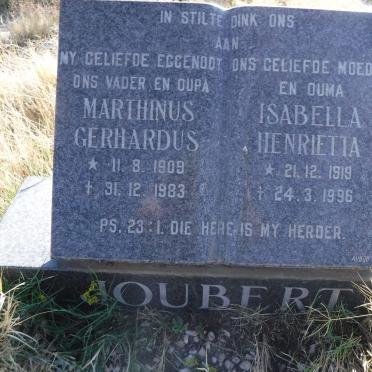 IN STILTE DINK ONS
AAN
MY GELIEFDE EGGENOOT
ONS VADER EN OUPA
MARTHINUS
GERHARDUS
* 11.8.1909
† 31.12.1983
ONS GELIEFDE MOED
EN OUMA
ISABELLA
HENRIETTA
* 21.12.1919
† 24.3.1996
PS. 23:1. DIE HERE IS MY HERDER.
JOUBERT